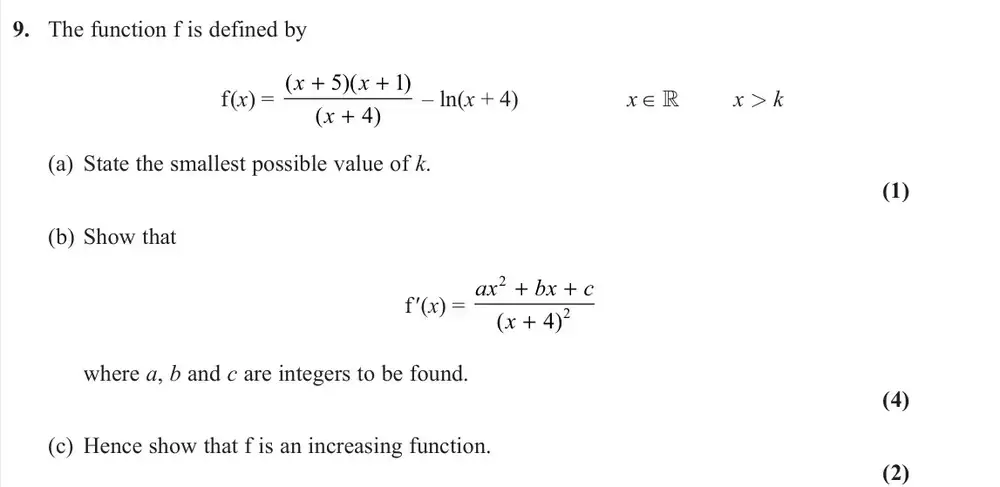 9. The function f is defined by
f(x) = \frac{(x + 5)(x + 1)}{(x + 4)} − ln(x + 4) x ∈ ℝ x > k
(a) State the smallest possible value of k.
(1)
(b) Show that
f′(x) = \frac{ax² + bx + c}{(x + 4)²}
where a, b and c are integers to be found.
(4)
(c) Hence show that f is an increasing function.
(2)